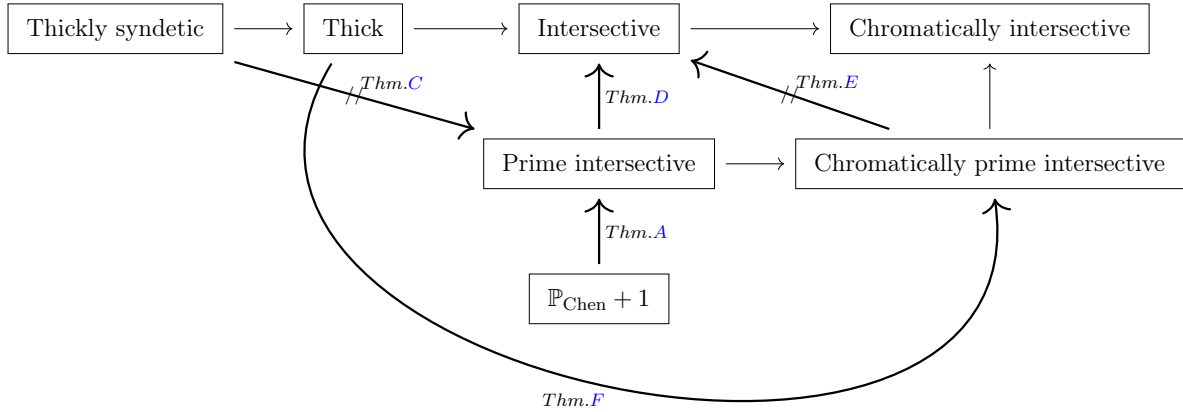 Thickly syndetic
Thick
Intersective
Chromatically intersective
Thm.C
Thm.D
Thm.E
Prime intersective
Chromatically prime intersective
Thm.A
ℙ_Chen + 1
Thm.F